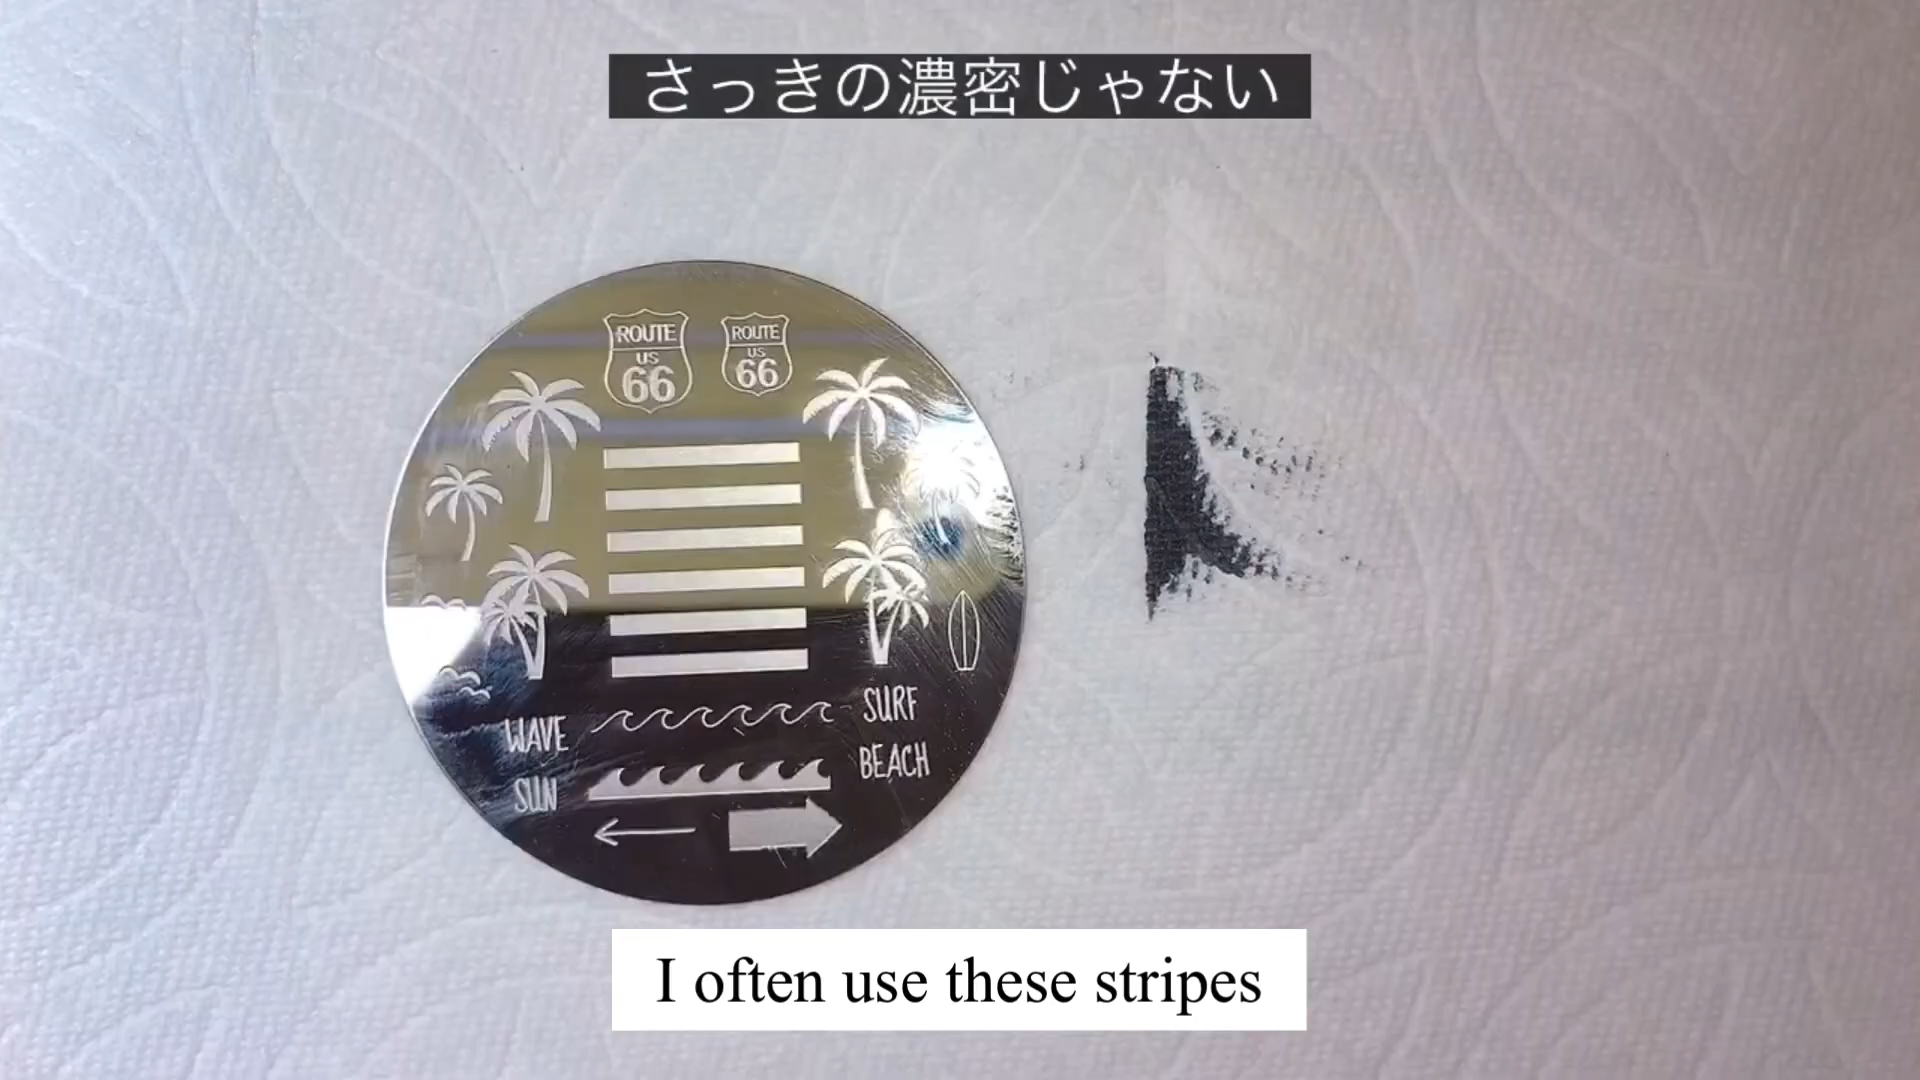 さっきの濃密じゃない
ROUTE
US
66
ROUTE
US
66
WAVE
SURF
SUN
BEACH
I often use these stripes